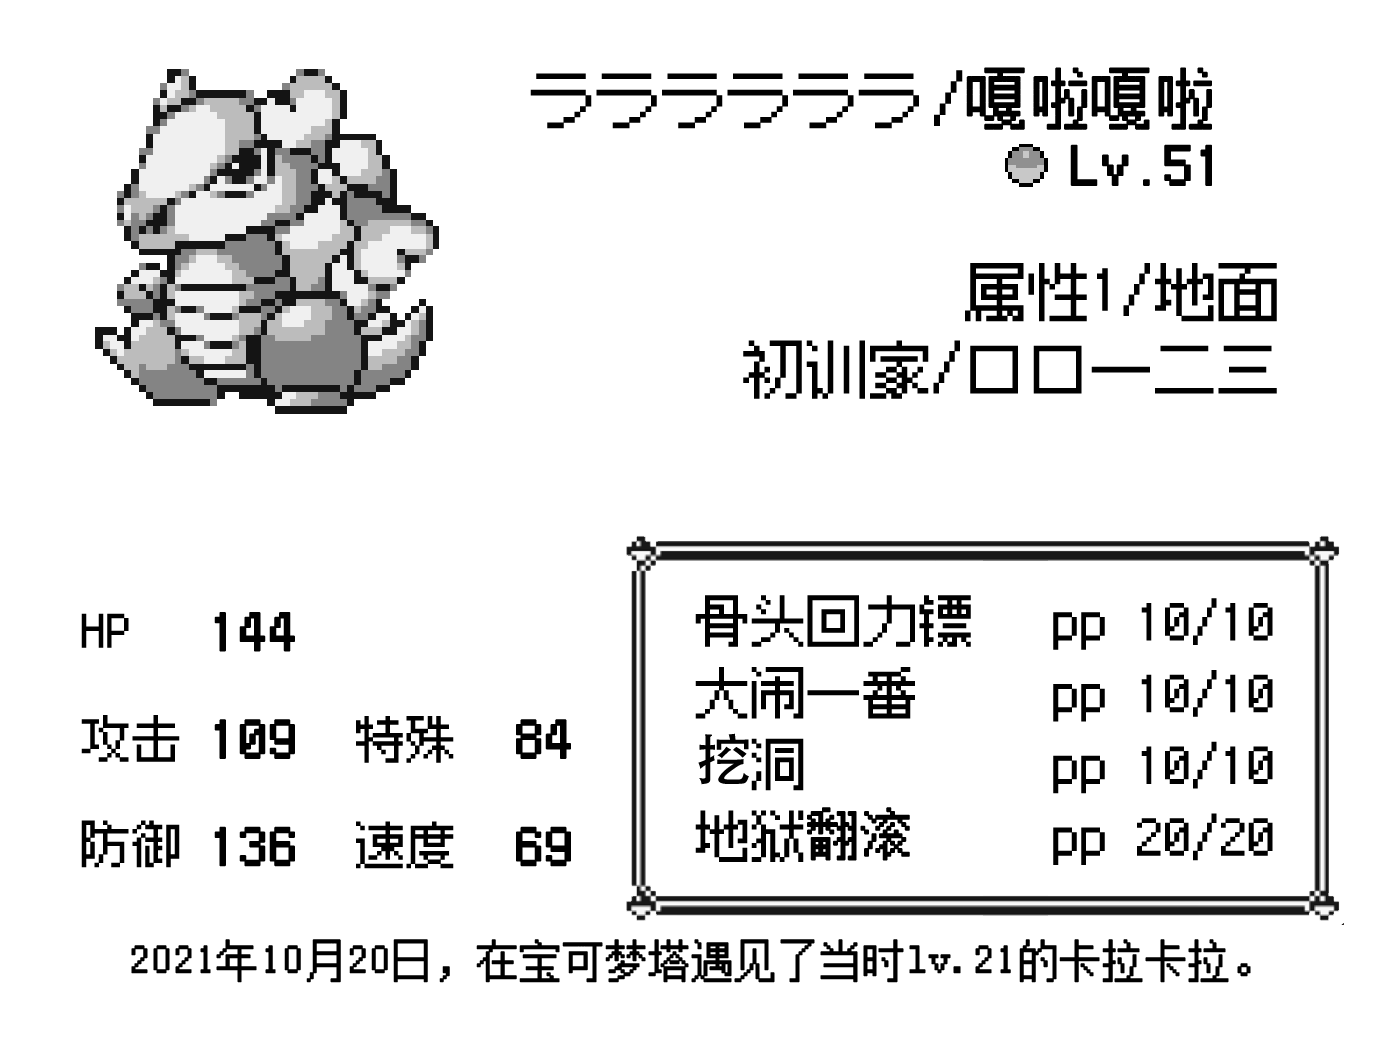 ラララララララ/嘎啦嘎啦
Lv.51
属性1/地面
初训家/口口一二三
HP 144
攻击 109 特殊 84
防御 136 速度 69
骨头回力镖 pp 10/10
大闹一番 pp 10/10
挖洞 pp 10/10
地狱翻滚 pp 20/20
2021年10月20日，在宝可梦塔遇见了当时lv.21的卡拉卡拉。